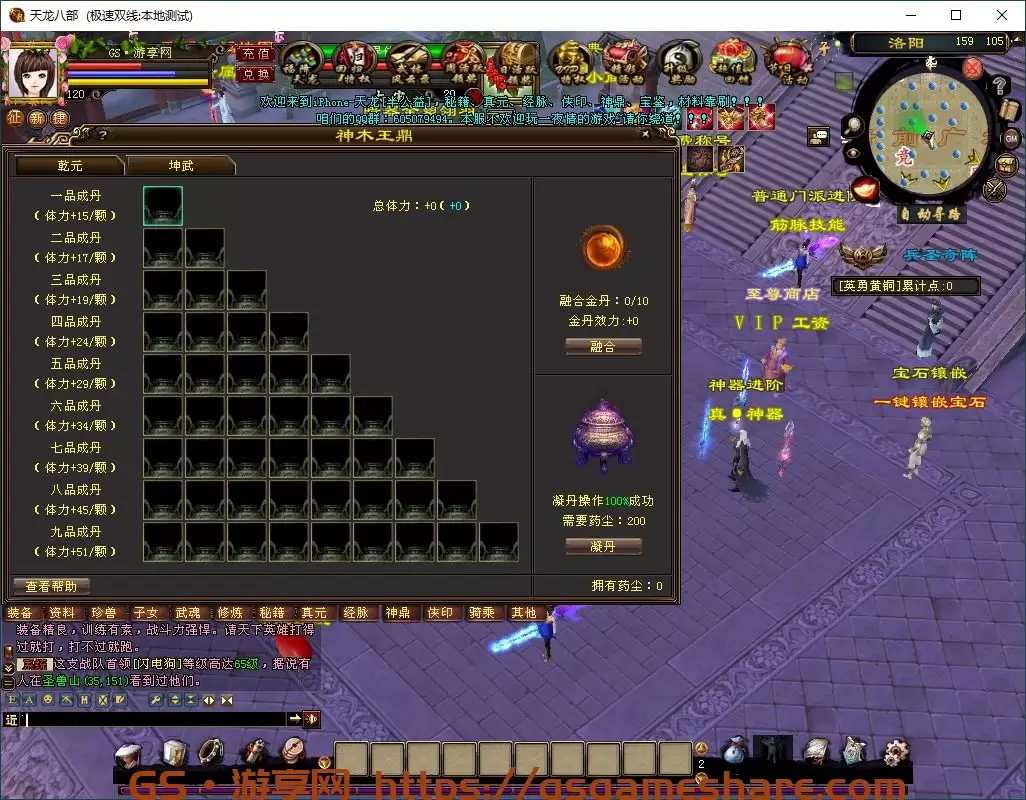 天龙八部 (极速双线:本地测试)
GS·游享网
充值
兑换
120
征 新 建
洛阳 159 105
欢迎来到iPhone 天龙[半公益], 秘籍、真元、经脉、侠印、神鼎、宝鉴, 材料靠刷！！！
咱们的QQ群: 605079494。本服不欢迎玩一夜情的游戏 请你绕道！！！
神木王鼎
乾元
坤武
一品成丹
( 体力+15/颗 )
二品成丹
( 体力+17/颗 )
三品成丹
( 体力+19/颗 )
四品成丹
( 体力+24/颗 )
五品成丹
( 体力+29/颗 )
六品成丹
( 体力+34/颗 )
七品成丹
( 体力+39/颗 )
八品成丹
( 体力+45/颗 )
九品成丹
( 体力+51/颗 )
总体力：+0( +0 )
融合金丹：0/10
金丹效力:+0
融合
凝丹操作100%成功
需要药尘：200
凝丹
查看帮助
拥有药尘：0
GM
自动寻路
普通门派进
筋脉技能
兵圣奇阵
[英勇黄铜]累计点:0
至尊商店
VIP工资
神器进阶
真●神器
宝石镶嵌
一键镶嵌宝石
装备 资料 珍兽 子女 武魂 修炼 秘籍 真元 经脉 神鼎 侠印 骑乘 其他
装备精良，训练有素，战斗力强悍。请天下英雄打得
过就打，打不过就跑。
系统 这支战队首领[闪电狗]等级高达65级，据说有
人在圣兽山(35,151)看到过他们。
近
2
GS·游享网 https://gsgameshare.com